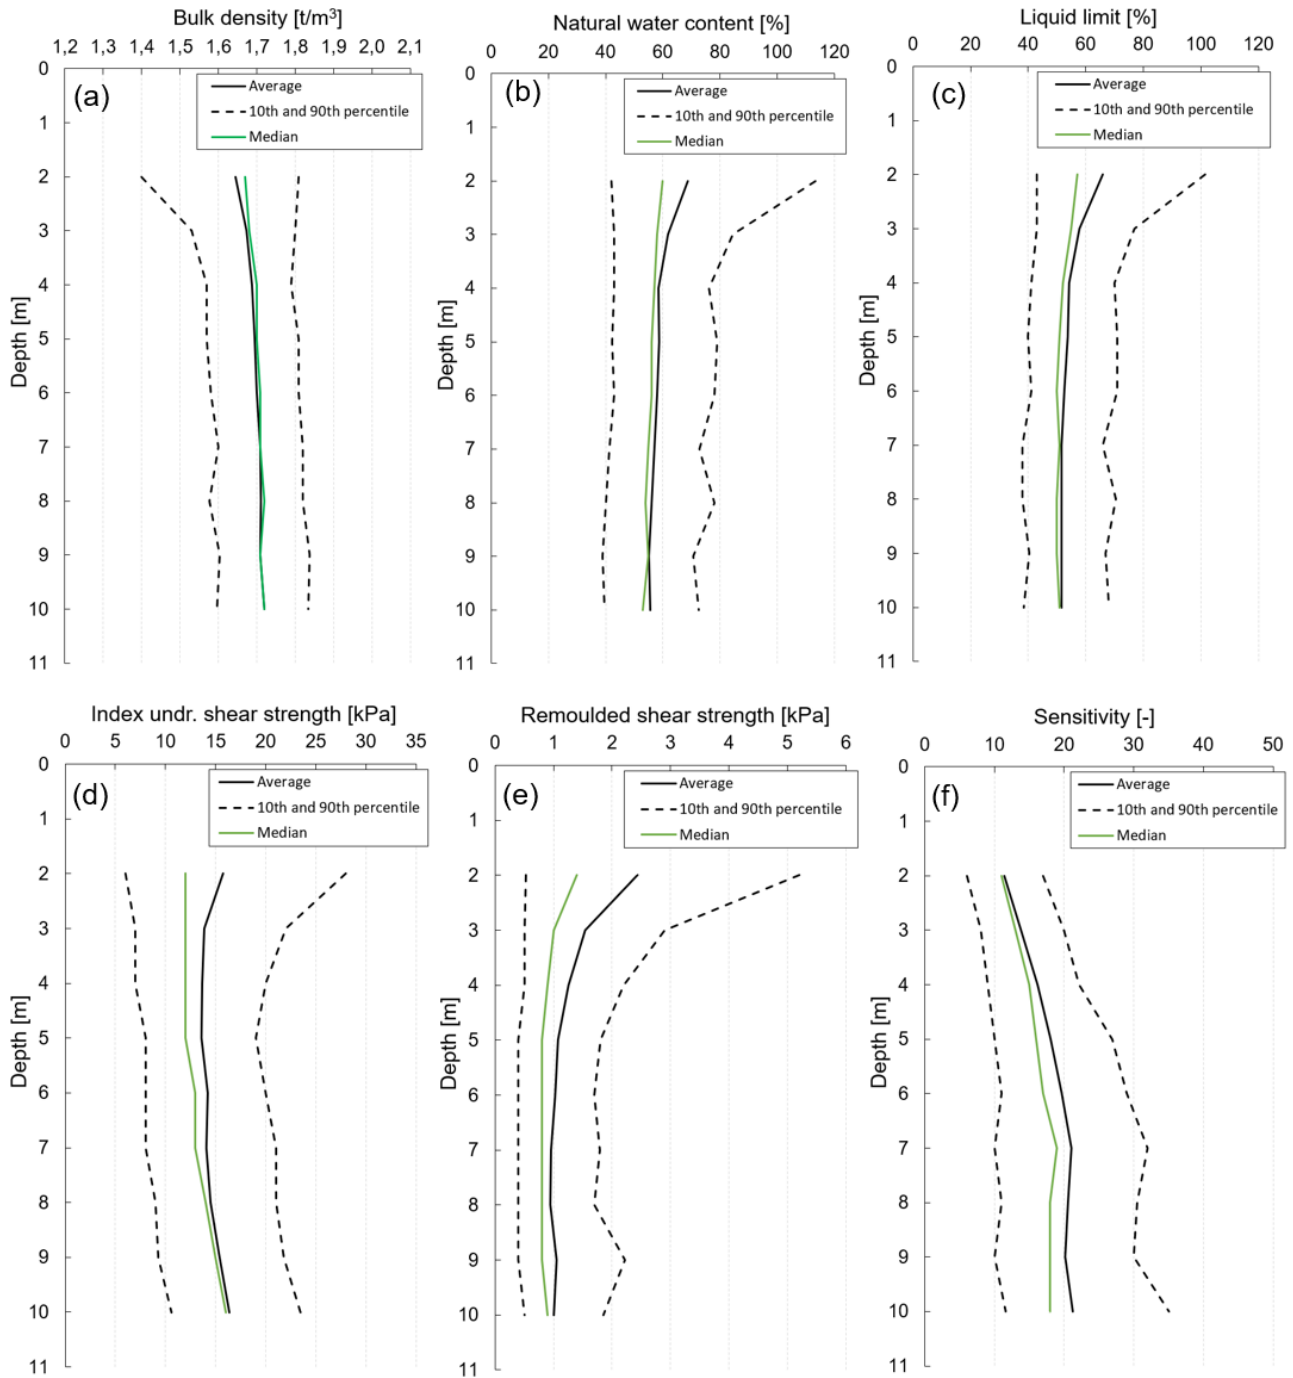 Bulk density [t/m³]
1,2 1,3 1,4 1,5 1,6 1,7 1,8 1,9 2,0 2,1
(a)
Average
10th and 90th percentile
Median
Depth [m]
0
1
2
3
4
5
6
7
8
9
10
11
Natural water content [%]
0 20 40 60 80 100 120
(b)
Average
10th and 90th percentile
Median
Depth [m]
0
1
2
3
4
5
6
7
8
9
10
11
Liquid limit [%]
0 20 40 60 80 100 120
(c)
Average
10th and 90th percentile
Median
Depth [m]
0
1
2
3
4
5
6
7
8
9
10
11
Index undr. shear strength [kPa]
0 5 10 15 20 25 30 35
(d)
Average
10th and 90th percentile
Median
Depth [m]
0
1
2
3
4
5
6
7
8
9
10
11
Remoulded shear strength [kPa]
0 1 2 3 4 5 6
(e)
Average
10th and 90th percentile
Median
Depth [m]
0
1
2
3
4
5
6
7
8
9
10
11
Sensitivity [-]
0 10 20 30 40 50
(f)
Average
10th and 90th percentile
Median
Depth [m]
0
1
2
3
4
5
6
7
8
9
10
11